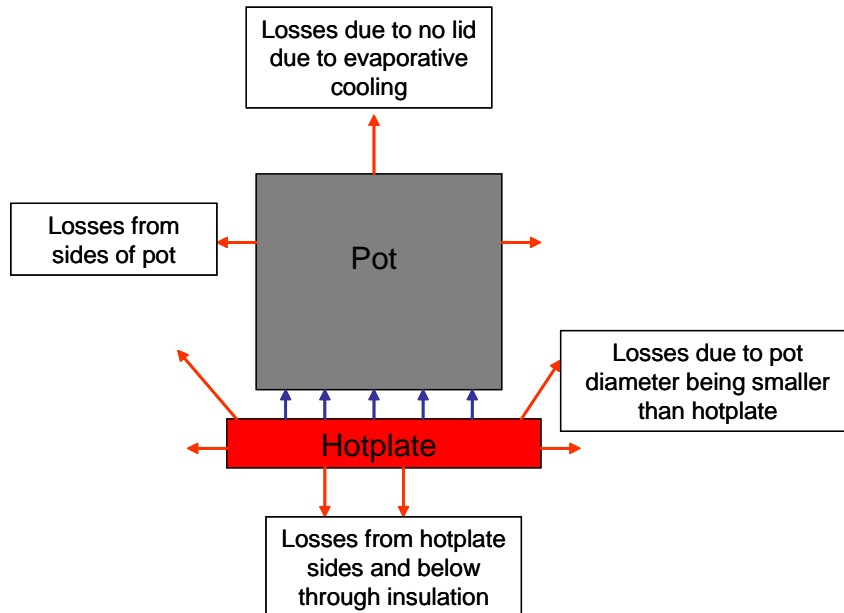 Losses due to no lid
due to evaporative
cooling
Losses from
sides of pot
Pot
Losses due to pot
diameter being smaller
than hotplate
Hotplate
Losses from hotplate
sides and below
through insulation